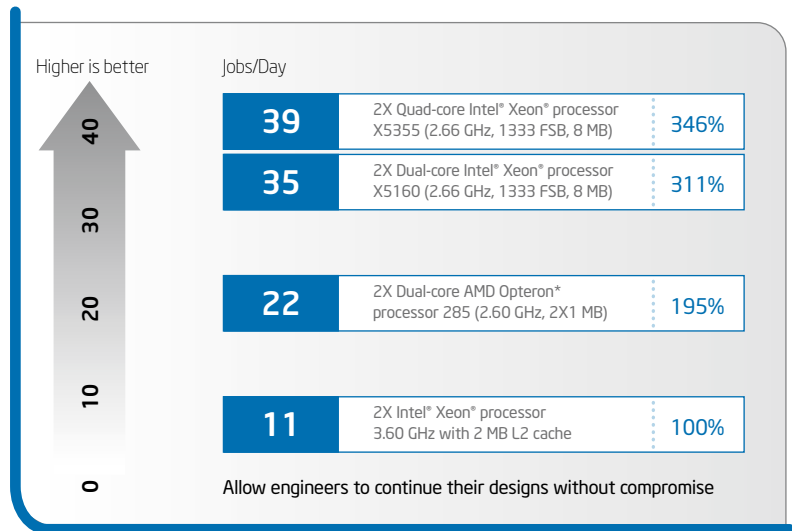 Higher is better
Jobs/Day
40
30
20
10
0
39
2X Quad-core Intel® Xeon® processor
X5355 (2.66 GHz, 1333 FSB, 8 MB)
346%
35
2X Dual-core Intel® Xeon® processor
X5160 (2.66 GHz, 1333 FSB, 8 MB)
311%
22
2X Dual-core AMD Opteron*
processor 285 (2.60 GHz, 2X1 MB)
195%
11
2X Intel® Xeon® processor
3.60 GHz with 2 MB L2 cache
100%
Allow engineers to continue their designs without compromise